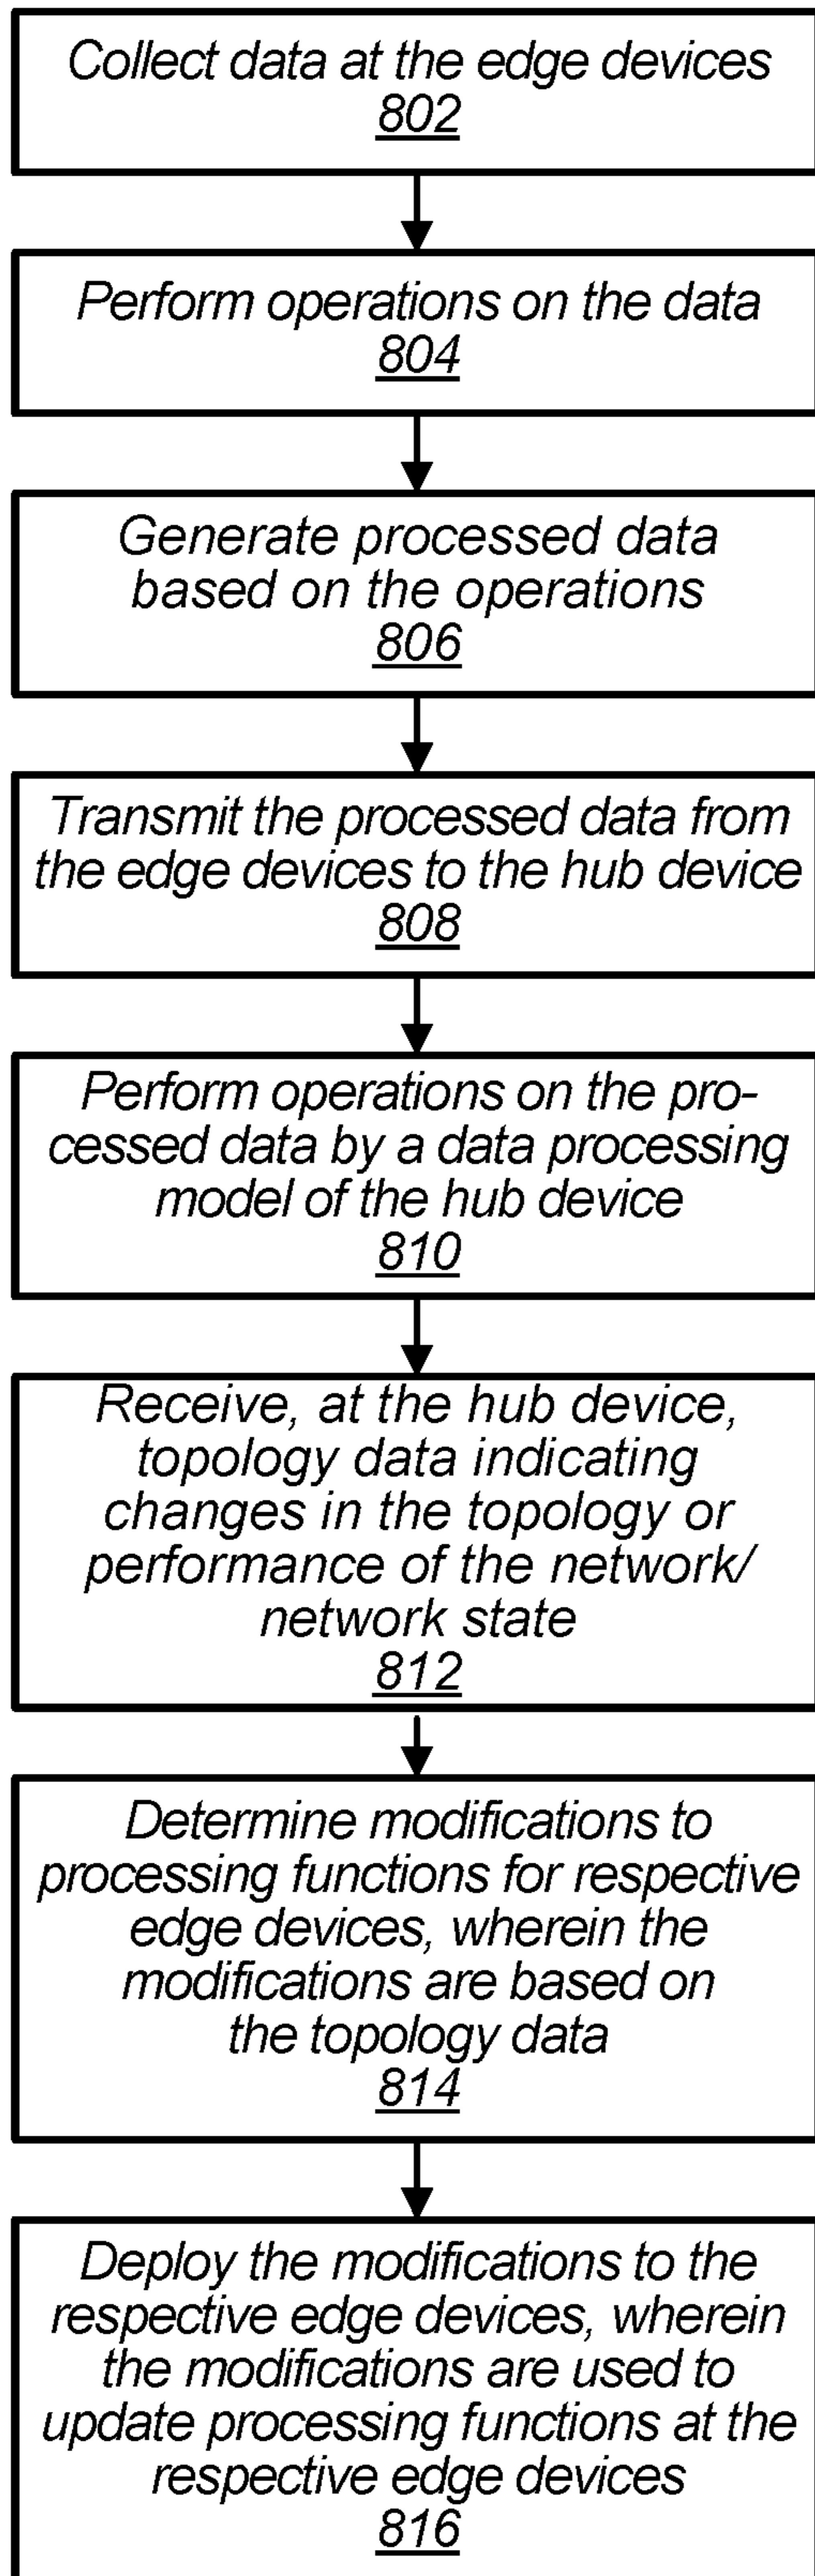 Collect data at the edge devices
802
Perform operations on the data
804
Generate processed data
based on the operations
806
Transmit the processed data from
the edge devices to the hub device
808
Perform operations on the pro-
cessed data by a data processing
model of the hub device
810
Receive, at the hub device,
topology data indicating
changes in the topology or
performance of the network/
network state
812
Determine modifications to
processing functions for respective
edge devices, wherein the
modifications are based on
the topology data
814
Deploy the modifications to the
respective edge devices, wherein
the modifications are used to
update processing functions at the
respective edge devices
816